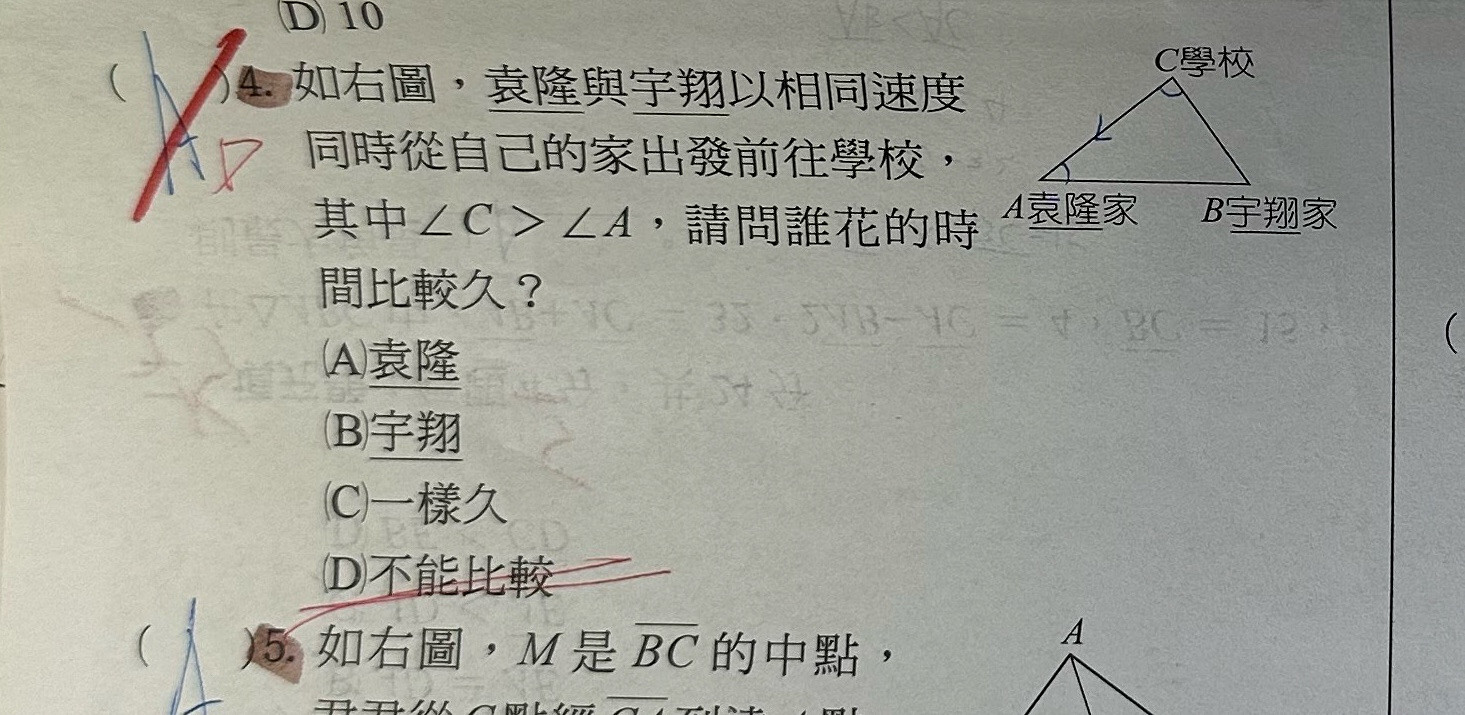 (D) 10
( A )4. 如右圖，袁隆與宇翔以相同速度
D
同時從自己的家出發前往學校，
其中∠C＞∠A，請問誰花的時
間比較久？
C學校
A袁隆家
B宇翔家
(A)袁隆
(B)宇翔
(C)一樣久
(D)不能比較
( A )5. 如右圖，M是BC的中點，
A